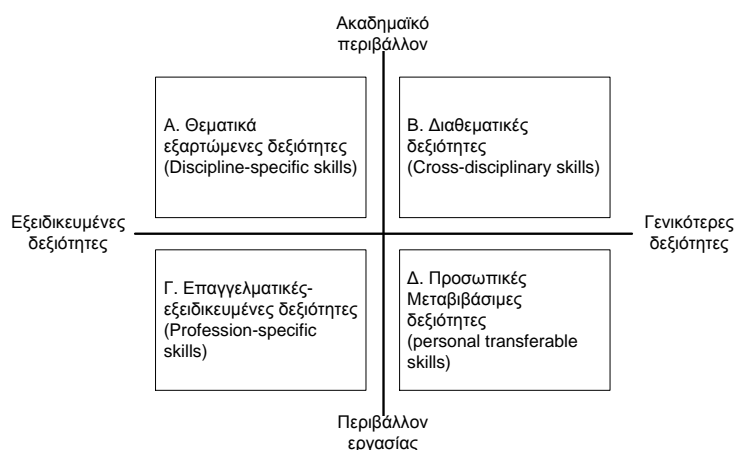 Ακαδημαϊκό
περιβάλλον
Α. Θεματικά
εξαρτώμενες δεξιότητες
(Discipline-specific skills)
Β. Διαθεματικές
δεξιότητες
(Cross-disciplinary skills)
Εξειδικευμένες
δεξιότητες
Γενικότερες
δεξιότητες
Γ. Επαγγελματικές-
εξειδικευμένες δεξιότητες
(Profession-specific
skills)
Δ. Προσωπικές
Μεταβιβάσιμες
δεξιότητες
(personal transferable
skills)
Περιβάλλον
εργασίας